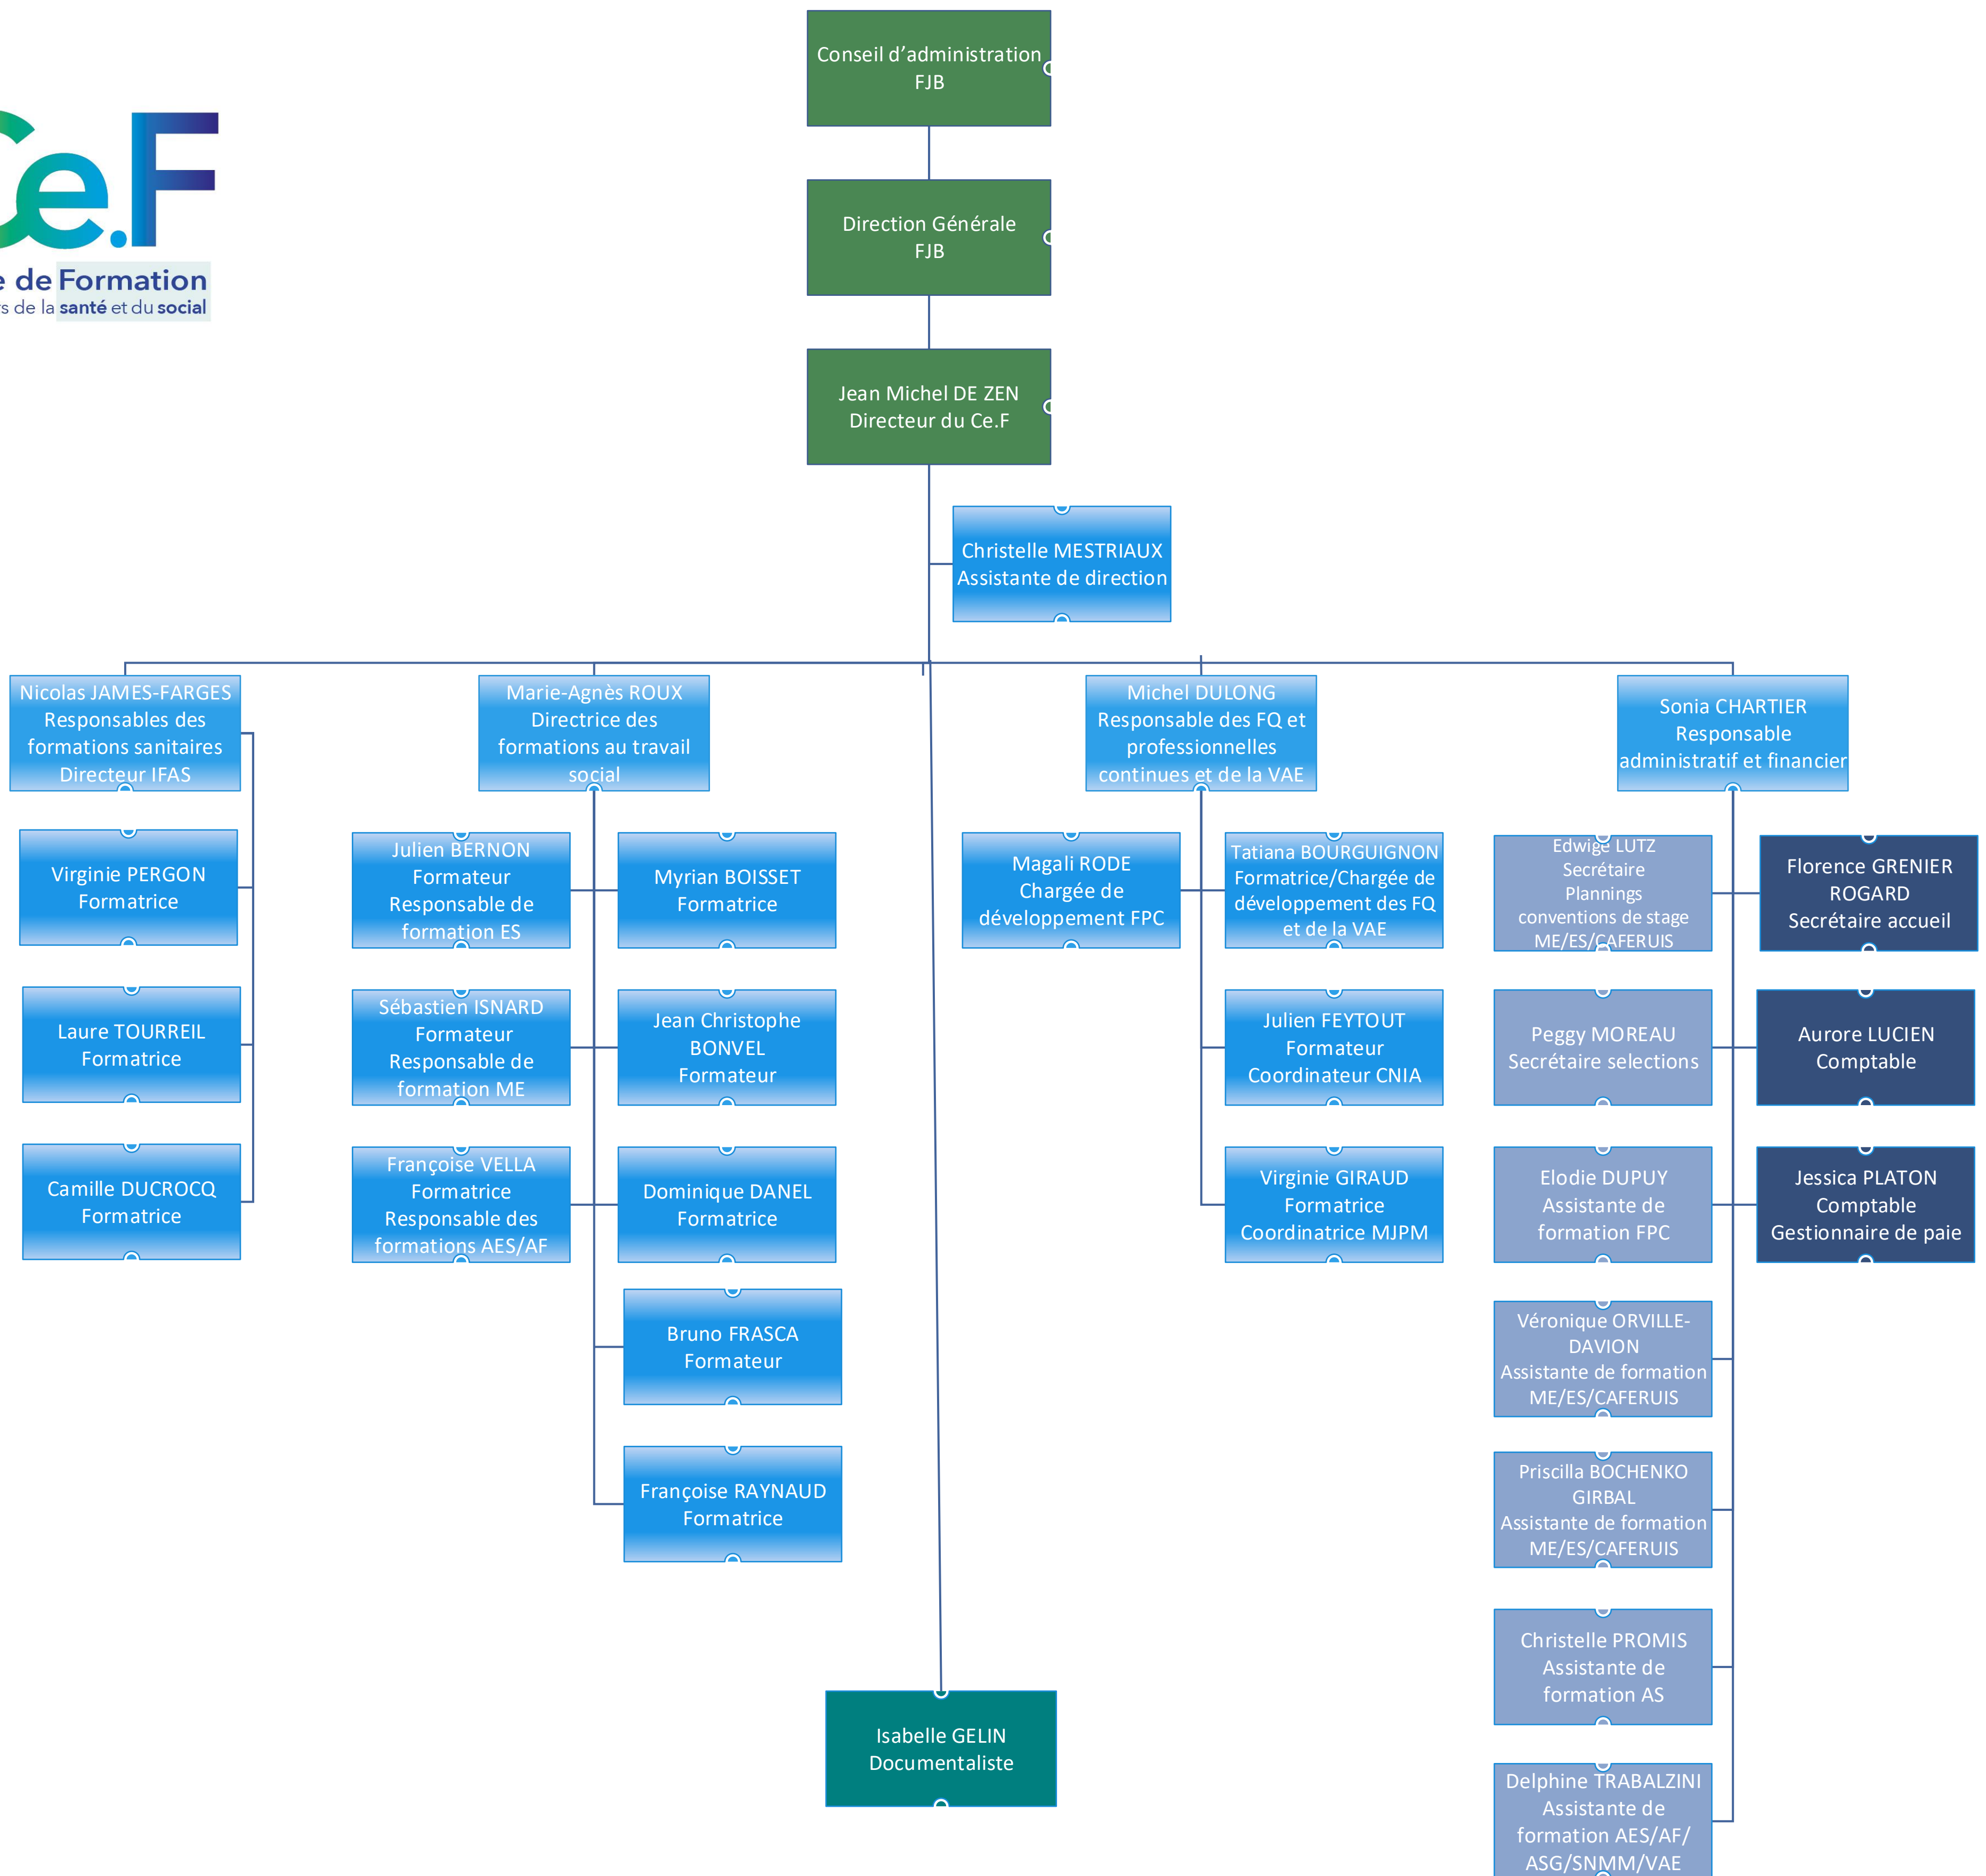 Conseil d’administration
FJB
Ce.F
e de Formation
s de la santé et du social
Direction Générale
FJB
Jean Michel DE ZEN
Directeur du Ce.F
Christelle MESTRIAUX
Assistante de direction
Nicolas JAMES-FARGES
Responsables des
formations sanitaires
Directeur IFAS
Virginie PERGON
Formatrice
Laure TOURREIL
Formatrice
Camille DUCROCQ
Formatrice
Marie-Agnès ROUX
Directrice des
formations au travail
social
Julien BERNON
Formateur
Responsable de
formation ES
Myrian BOISSET
Formatrice
Sébastien ISNARD
Formateur
Responsable de
formation ME
Jean Christophe
BONVEL
Formateur
Françoise VELLA
Formatrice
Responsable des
formations AES/AF
Dominique DANEL
Formatrice
Bruno FRASCA
Formateur
Françoise RAYNAUD
Formatrice
Isabelle GELIN
Documentaliste
Michel DULONG
Responsable des FQ et
professionnelles
continues et de la VAE
Magali RODE
Chargée de
développement FPC
Tatiana BOURGUIGNON
Formatrice/Chargée de
développement des FQ
et de la VAE
Julien FEYTOUT
Formateur
Coordinateur CNIA
Virginie GIRAUD
Formatrice
Coordinatrice MJPM
Sonia CHARTIER
Responsable
administratif et financier
Edwige LUTZ
Secrétaire
Plannings
conventions de stage
ME/ES/CAFERUIS
Florence GRENIER
ROGARD
Secrétaire accueil
Peggy MOREAU
Secrétaire selections
Aurore LUCIEN
Comptable
Elodie DUPUY
Assistante de
formation FPC
Jessica PLATON
Comptable
Gestionnaire de paie
Véronique ORVILLE-
DAVION
Assistante de formation
ME/ES/CAFERUIS
Priscilla BOCHENKO
GIRBAL
Assistante de formation
ME/ES/CAFERUIS
Christelle PROMIS
Assistante de
formation AS
Delphine TRABALZINI
Assistante de
formation AES/AF/
ASG/SNMM/VAE